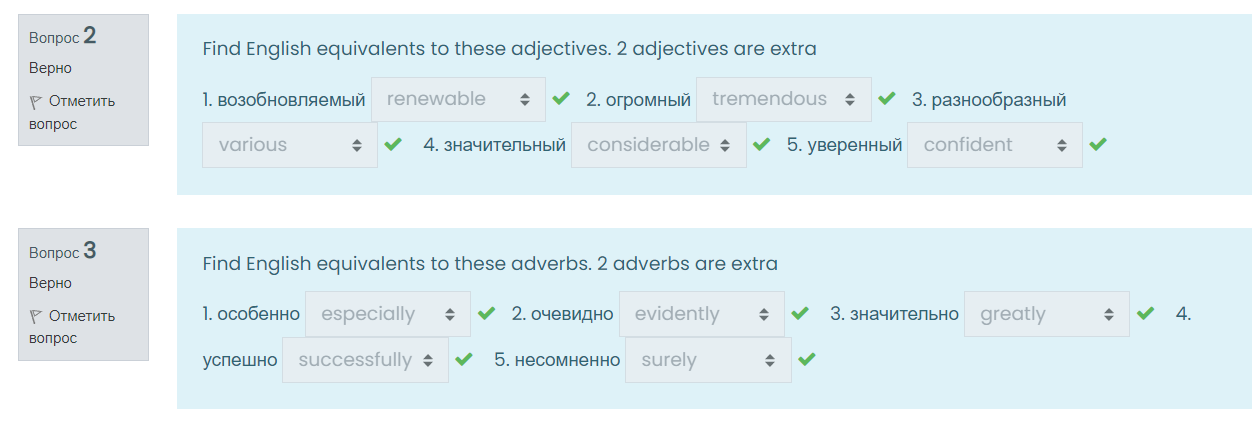 Вопрос 2
Верно
Отметить
вопрос
Find English equivalents to these adjectives. 2 adjectives are extra
1. возобновляемый renewable 2. огромный tremendous 3. разнообразный
various 4. значительный considerable 5. уверенный confident
Вопрос 3
Верно
Отметить
вопрос
Find English equivalents to these adverbs. 2 adverbs are extra
1. особенно especially 2. очевидно evidently 3. значительно greatly 4.
успешно successfully 5. несомненно surely